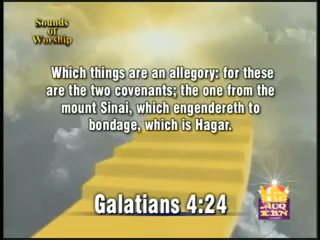 Sounds
of
Worship
Which things are an allegory: for these
are the two covenants; the one from the
mount Sinai, which engendereth to
bondage, which is Hagar.
Galatians 4:24